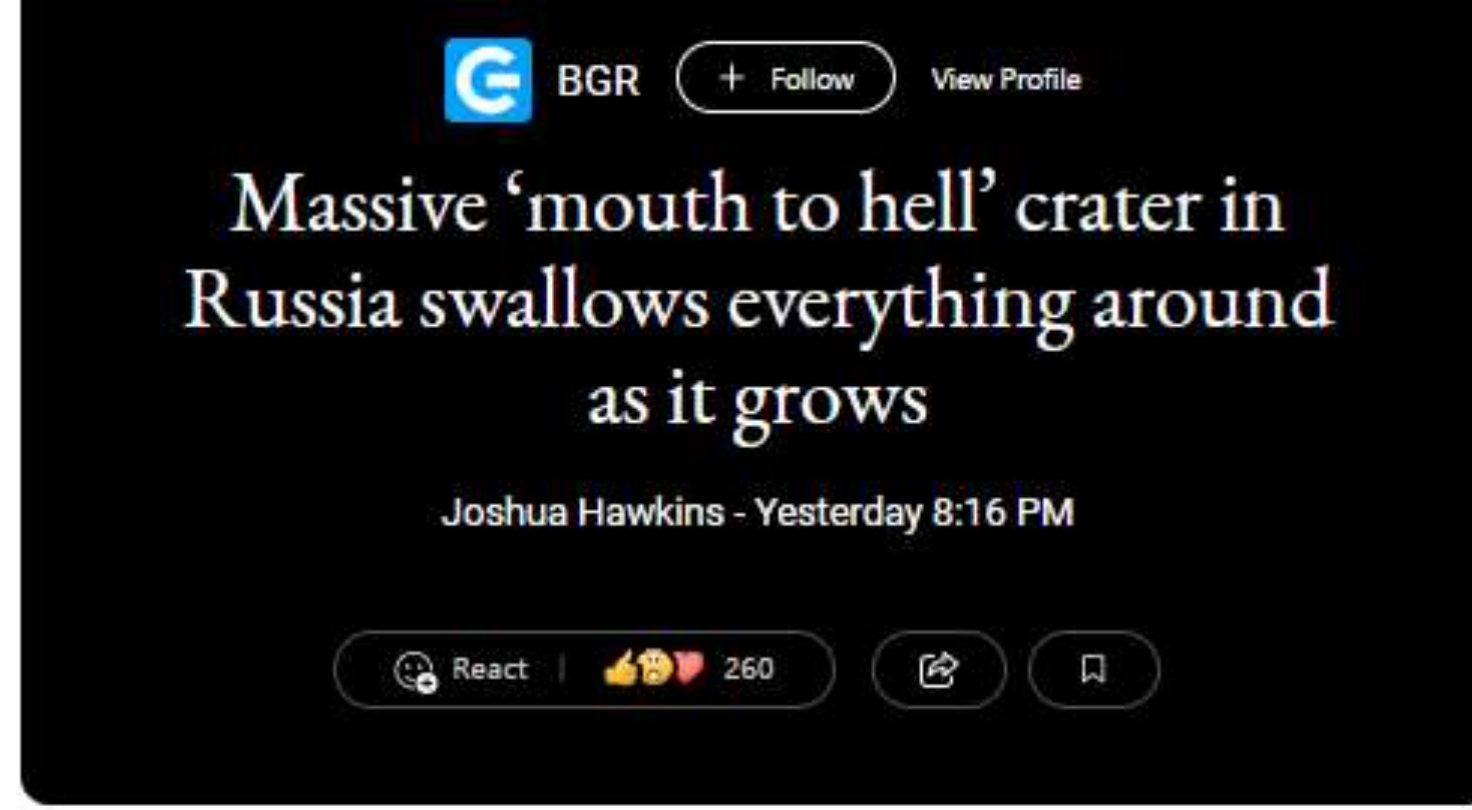 BGR + Follow View Profile
Massive ‘mouth to hell’ crater in
Russia swallows everything around
as it grows
Joshua Hawkins - Yesterday 8:16 PM
React 260